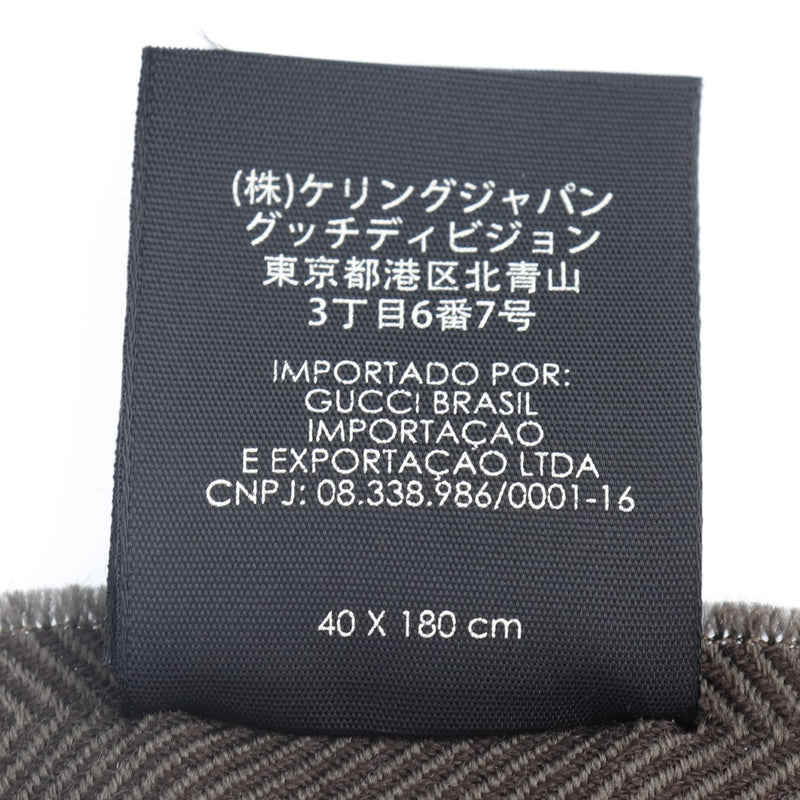 (株)ケリングジャパン
グッチディビジョン
東京都港区北青山
3丁目6番7号
IMPORTADO POR:
GUCCI BRASIL
IMPORTAÇAO
E EXPORTAÇAO LTDA
CNPJ: 08.338.986/0001-16
40 X 180 cm